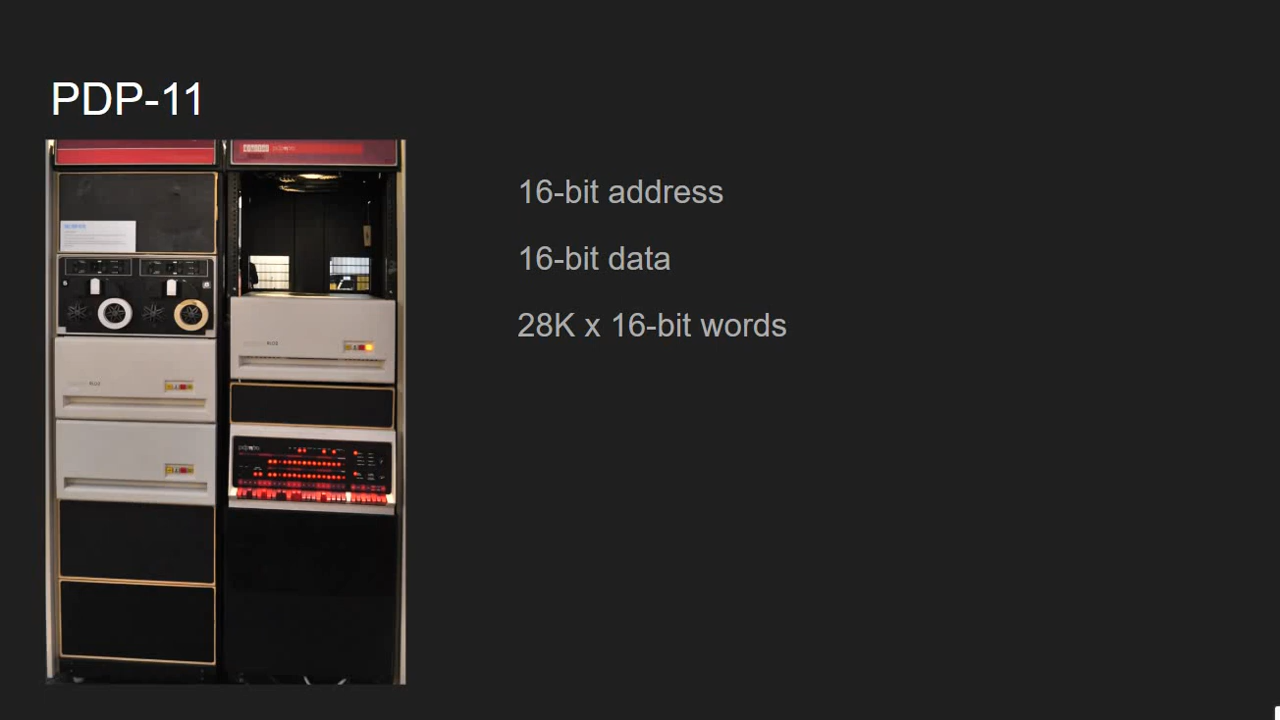 PDP-11
16-bit address
16-bit data
28K x 16-bit words